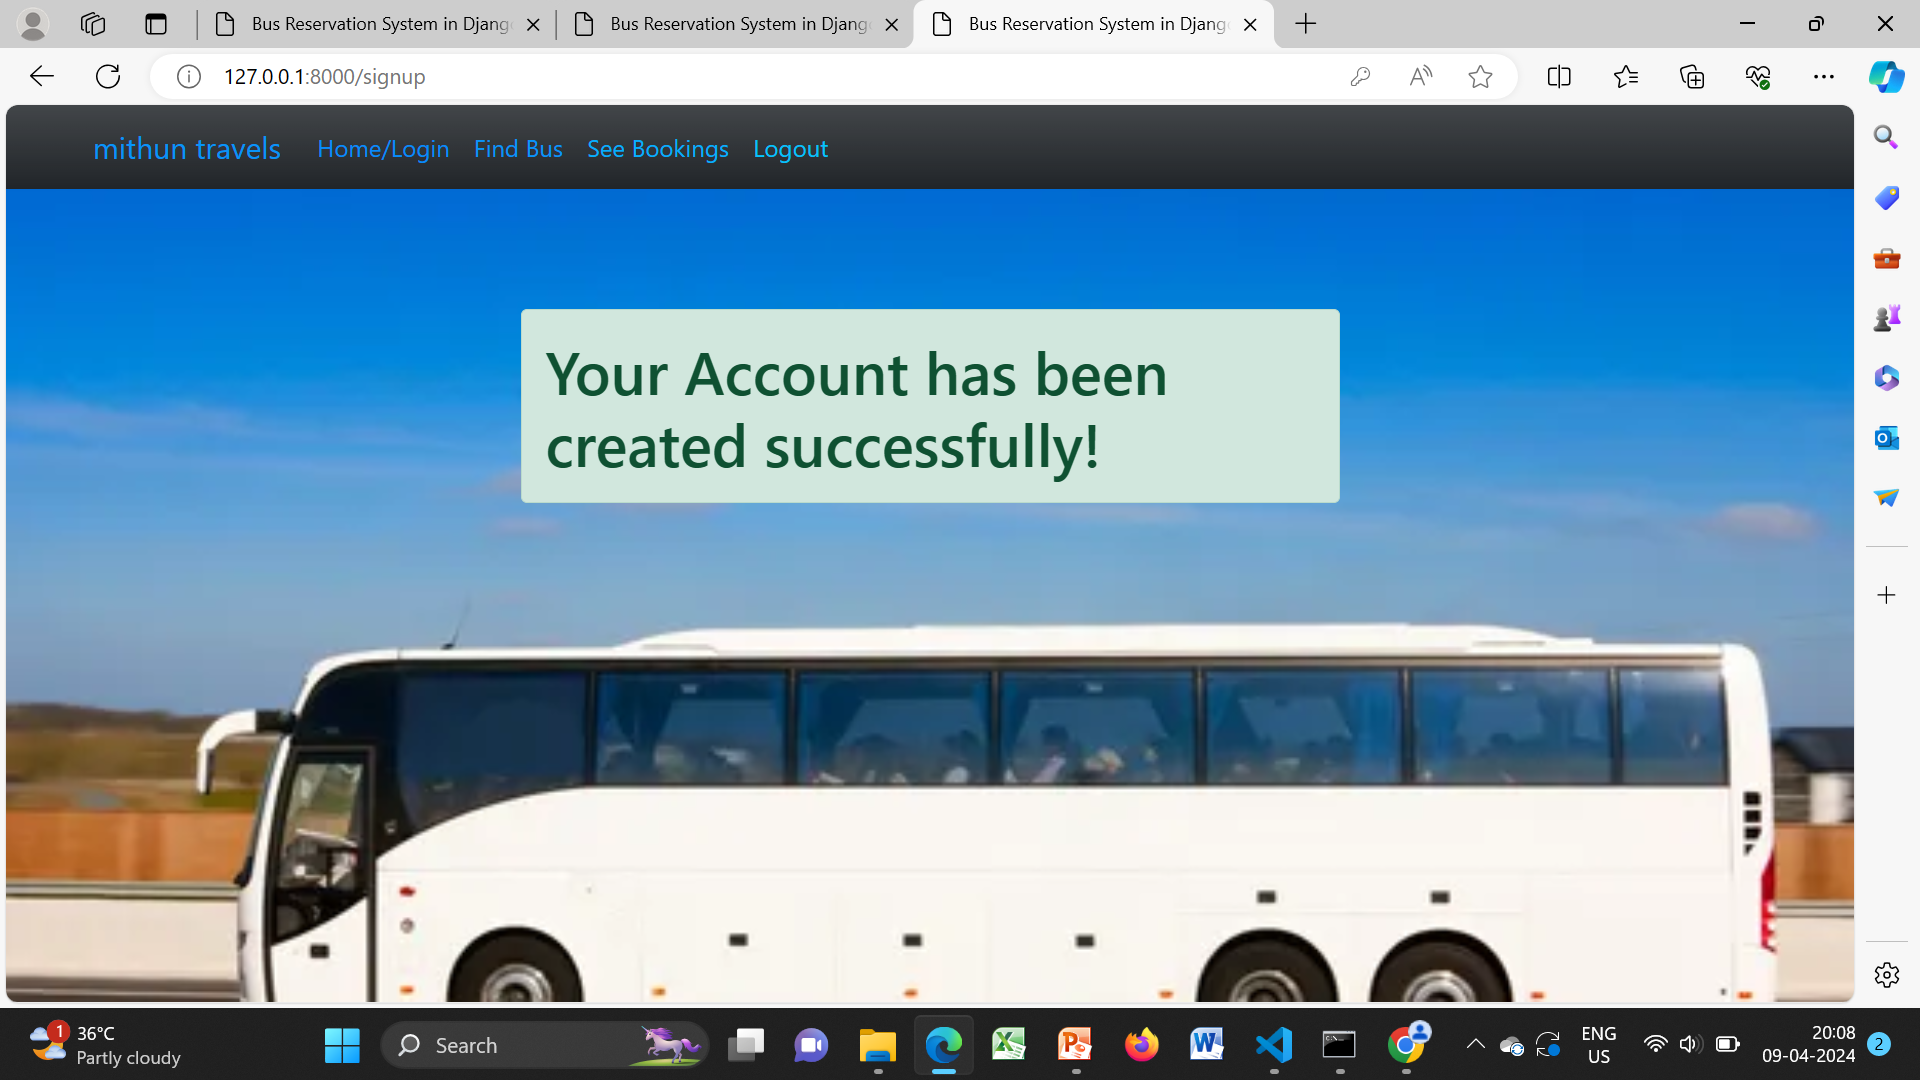 Bus Reservation System in Djang
Bus Reservation System in Djang
Bus Reservation System in Djang
127.0.0.1:8000/signup
mithun travels Home/Login Find Bus See Bookings Logout
Your Account has been
created successfully!
1
36°C
Partly cloudy
Search
ENG
US
20:08
09-04-2024
2